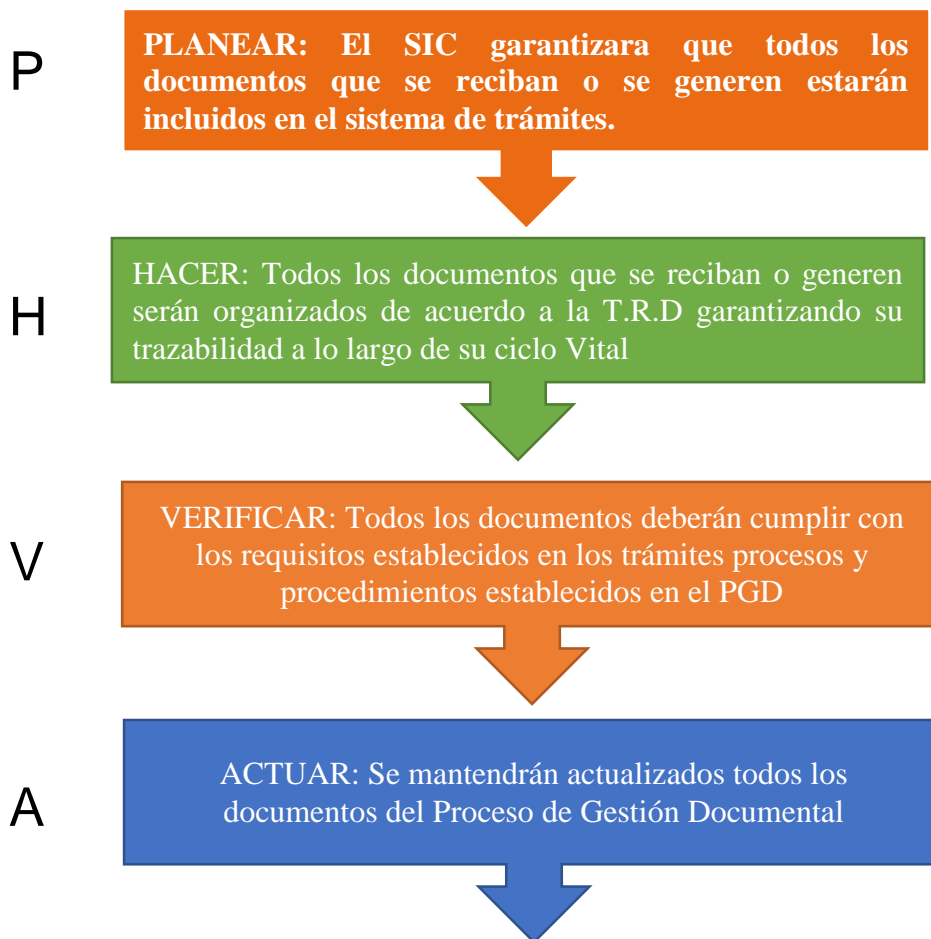 P
PLANEAR: El SIC garantizara que todos los
documentos que se reciban o se generen estarán
incluidos en el sistema de trámites.
H
HACER: Todos los documentos que se reciban o generen
serán organizados de acuerdo a la T.R.D garantizando su
trazabilidad a lo largo de su ciclo Vital
V
VERIFICAR: Todos los documentos deberán cumplir con
los requisitos establecidos en los trámites procesos y
procedimientos establecidos en el PGD
A
ACTUAR: Se mantendrán actualizados todos los
documentos del Proceso de Gestión Documental